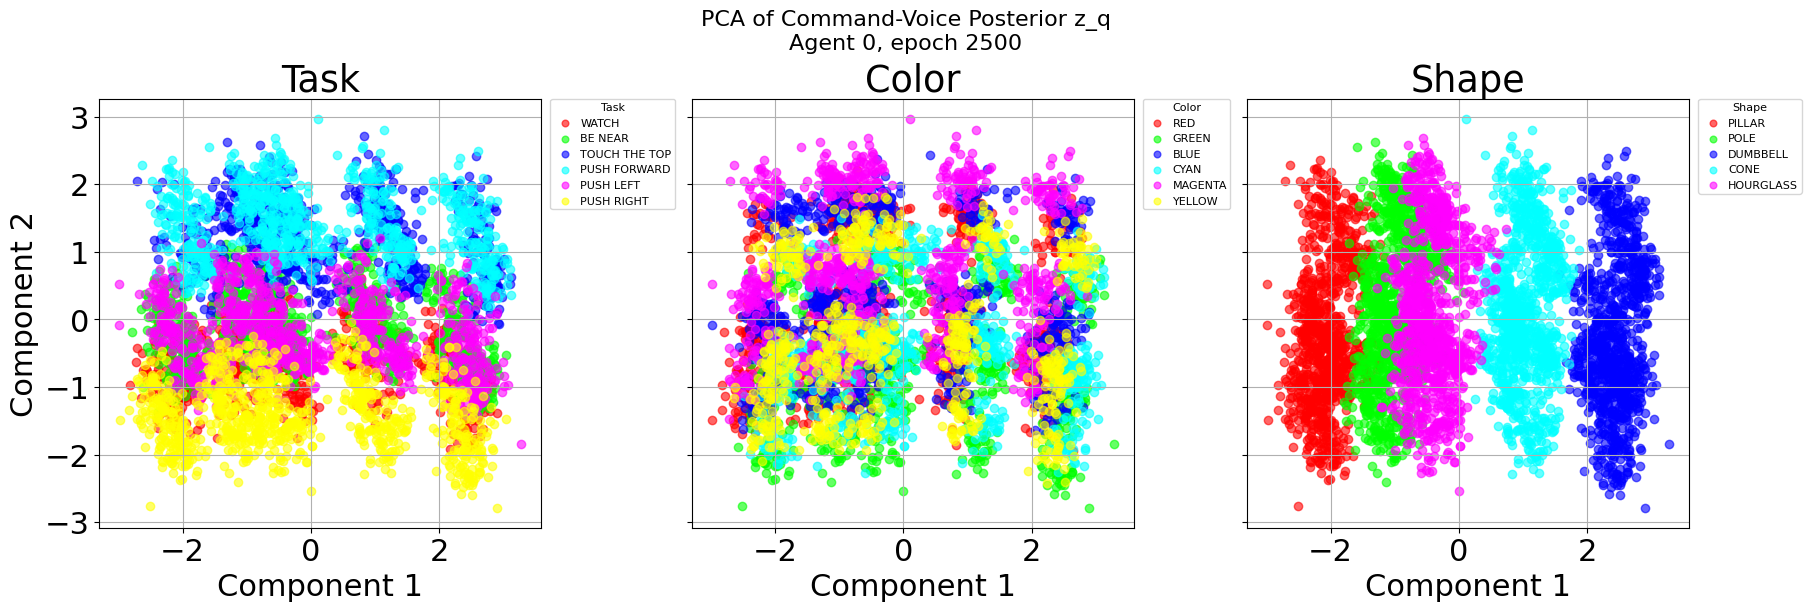 PCA of Command-Voice Posterior z_q
Agent 0, epoch 2500
Task
Component 2
3
2
1
0
−1
−2
−3
−2
0
2
Component 1
Task
WATCH
BE NEAR
TOUCH THE TOP
PUSH FORWARD
PUSH LEFT
PUSH RIGHT
Color
−2
0
2
Component 1
Color
RED
GREEN
BLUE
CYAN
MAGENTA
YELLOW
Shape
−2
0
2
Component 1
Shape
PILLAR
POLE
DUMBBELL
CONE
HOURGLASS